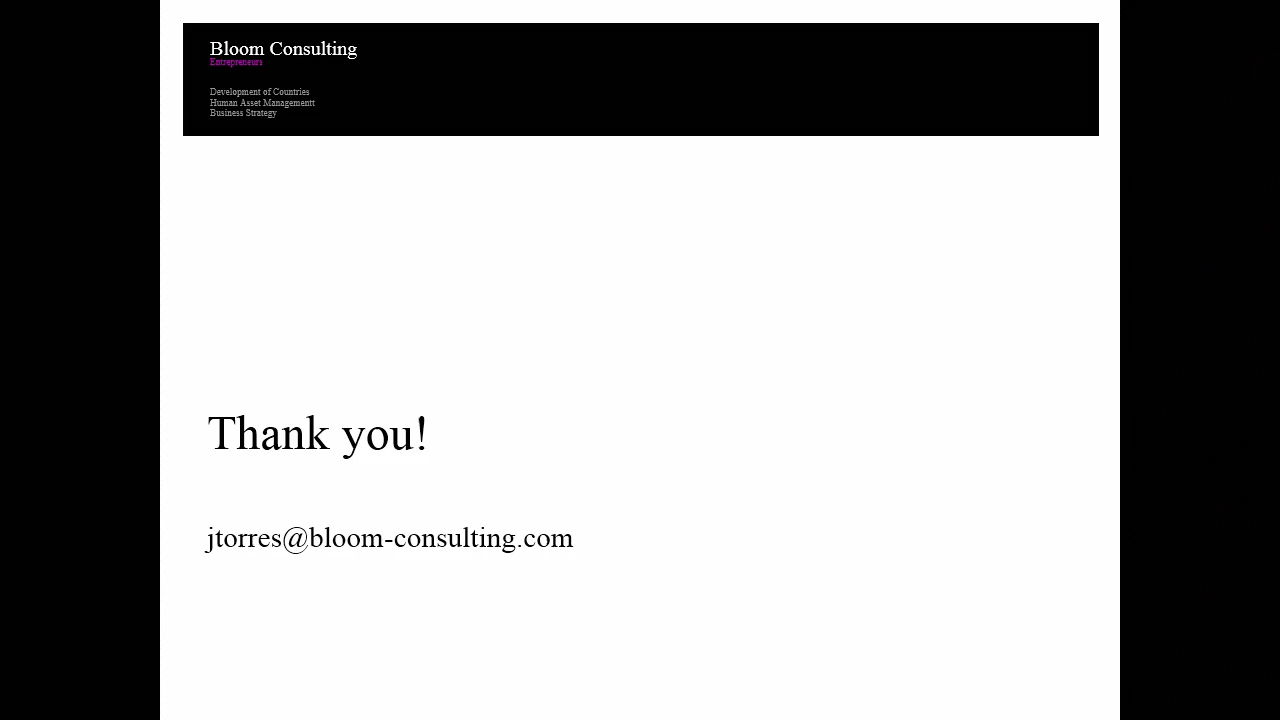 Bloom Consulting
Entrepreneurs
Development of Countries
Human Asset Managementt
Business Strategy
Thank you!
jtorres@bloom-consulting.com